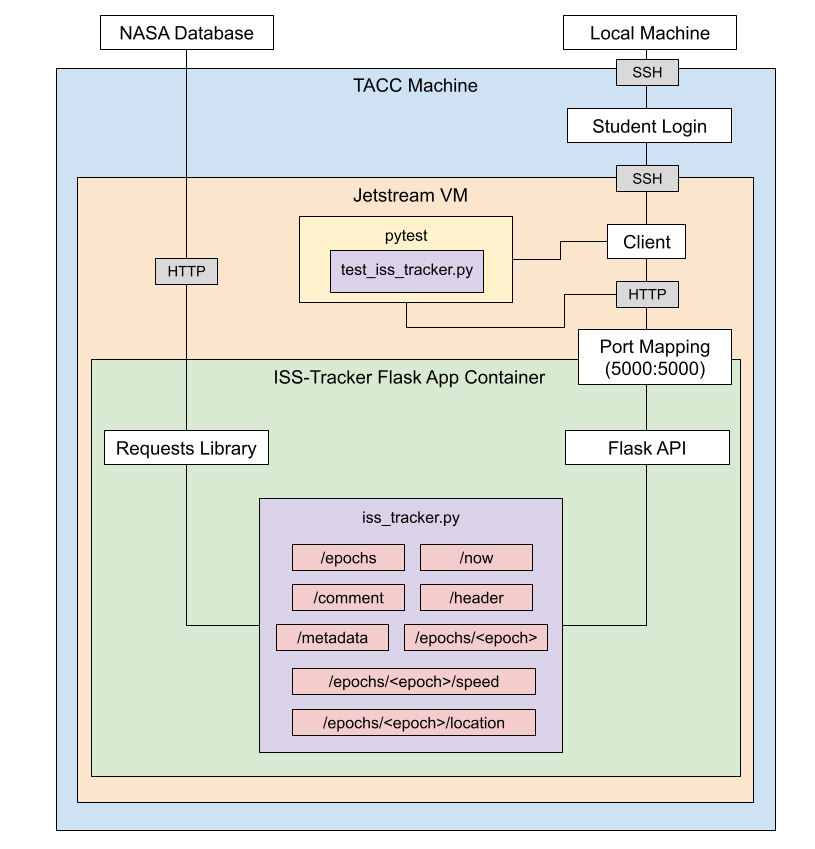 NASA Database
Local Machine
SSH
TACC Machine
Student Login
SSH
Jetstream VM
pytest
Client
test_iss_tracker.py
HTTP
HTTP
Port Mapping
(5000:5000)
ISS-Tracker Flask App Container
Requests Library
Flask API
iss_tracker.py
/epochs
/now
/comment
/header
/metadata
/epochs/<epoch>
/epochs/<epoch>/speed
/epochs/<epoch>/location